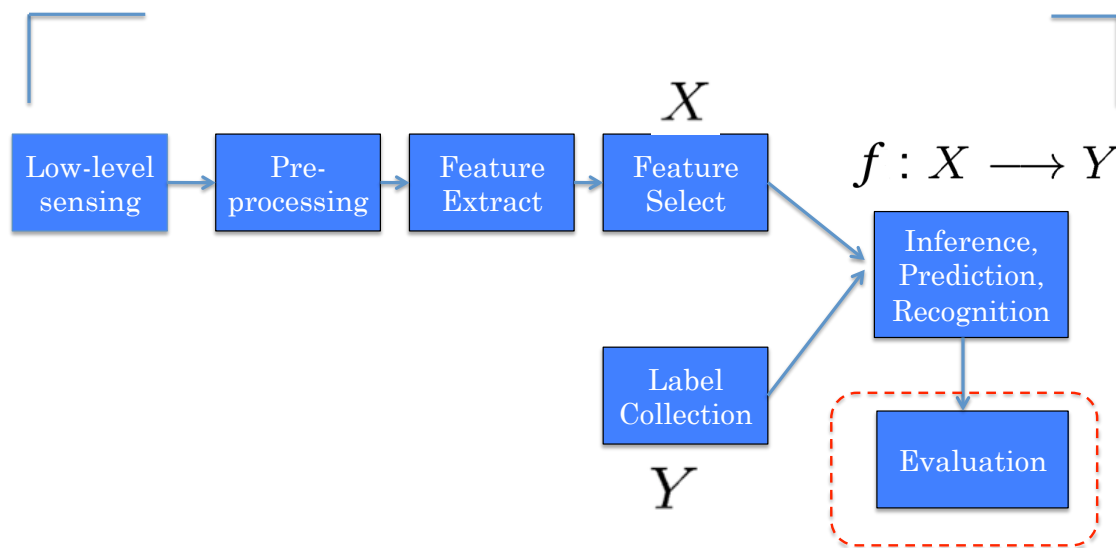 X
f : X ⟶ Y
Low-level
sensing
Pre-
processing
Feature
Extract
Feature
Select
Inference,
Prediction,
Recognition
Label
Collection
Y
Evaluation